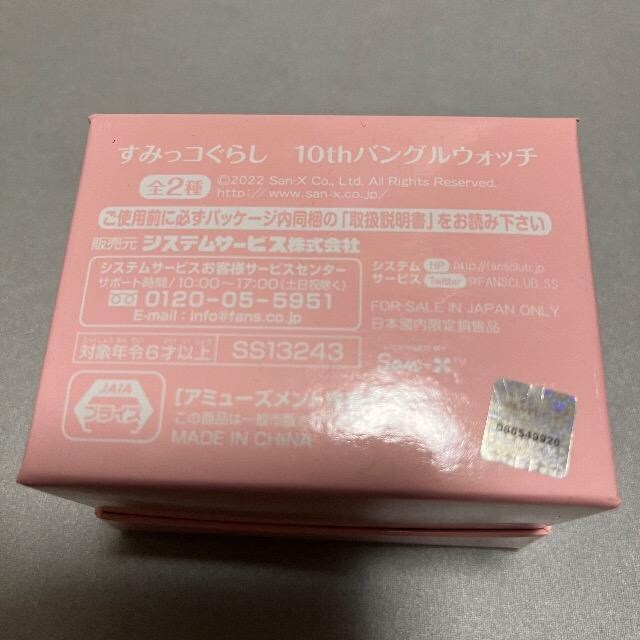 すみっコぐらし 10thバングルウォッチ
全2種
©2022 San-X Co., Ltd. All Rights Reserved.
http://www.san-x.co.jp/
ご使用前に必ずパッケージ内同梱の「取扱説明書」をお読み下さい
販売元 システムサービス株式会社
システムサービスお客様サービスセンター
サポート時間/10:00〜17:00(土日祝除く)
0120-05-5951
E-mail : info@fans.co.jp
システムサービス
HP http://fansclub.jp
Twitter @FANSCLUB_SS
FOR SALE IN JAPAN ONLY
日本国内限定販売品
対象年令6才以上
SS13243
San-X™
JAIA
プライズ
【アミューズメント
この商品は一般市販
MADE IN CHINA